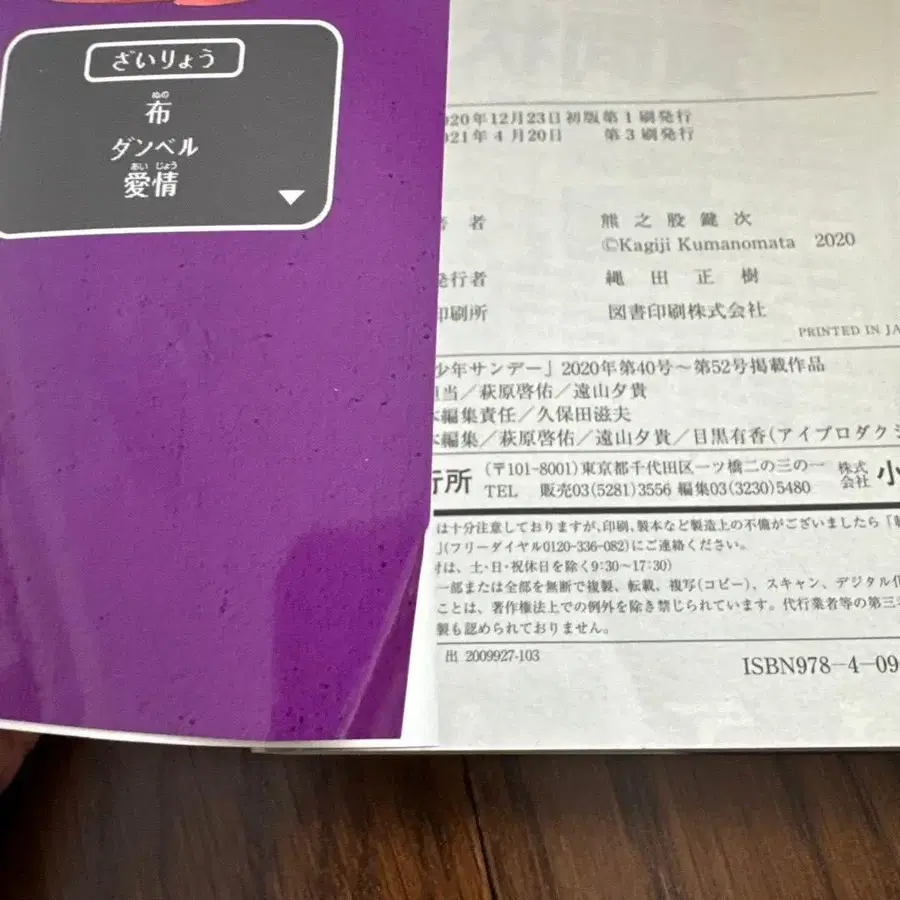 ざいりょう
ぬの
布
ダンベル
あい じょう
愛情
▼
020年12月23日初版第1刷発行
021年4月20日 第3刷発行
者 熊之股鍵次
©Kagiji Kumanomata 2020
発行者 縄田正樹
印刷所 図書印刷株式会社
PRINTED IN JA
少年サンデー」2020年第40号〜第52号掲載作品
担当／萩原啓佑／遠山夕貴
編集責任／久保田滋夫
編集／萩原啓佑／遠山夕貴／目黒有香(アイプロダクシ
行所 (〒101-8001)東京都千代田区一ツ橋二の三の一 株式会社 小
TEL 販売03(5281)3556 編集03(3230)5480
は十分注意しておりますが、印刷、製本など製造上の不備がございましたら「
」(フリーダイヤル0120-336-082)にご連絡ください。
は、土・日・祝休日を除く9:30〜17:30)
一部または全部を無断で複製、転載、複写(コピー)、スキャン、デジタル化
ことは、著作権法上での例外を除き禁じられています。代行業者等の第三
製も認められておりません。
出 2009927-103
ISBN978-4-09